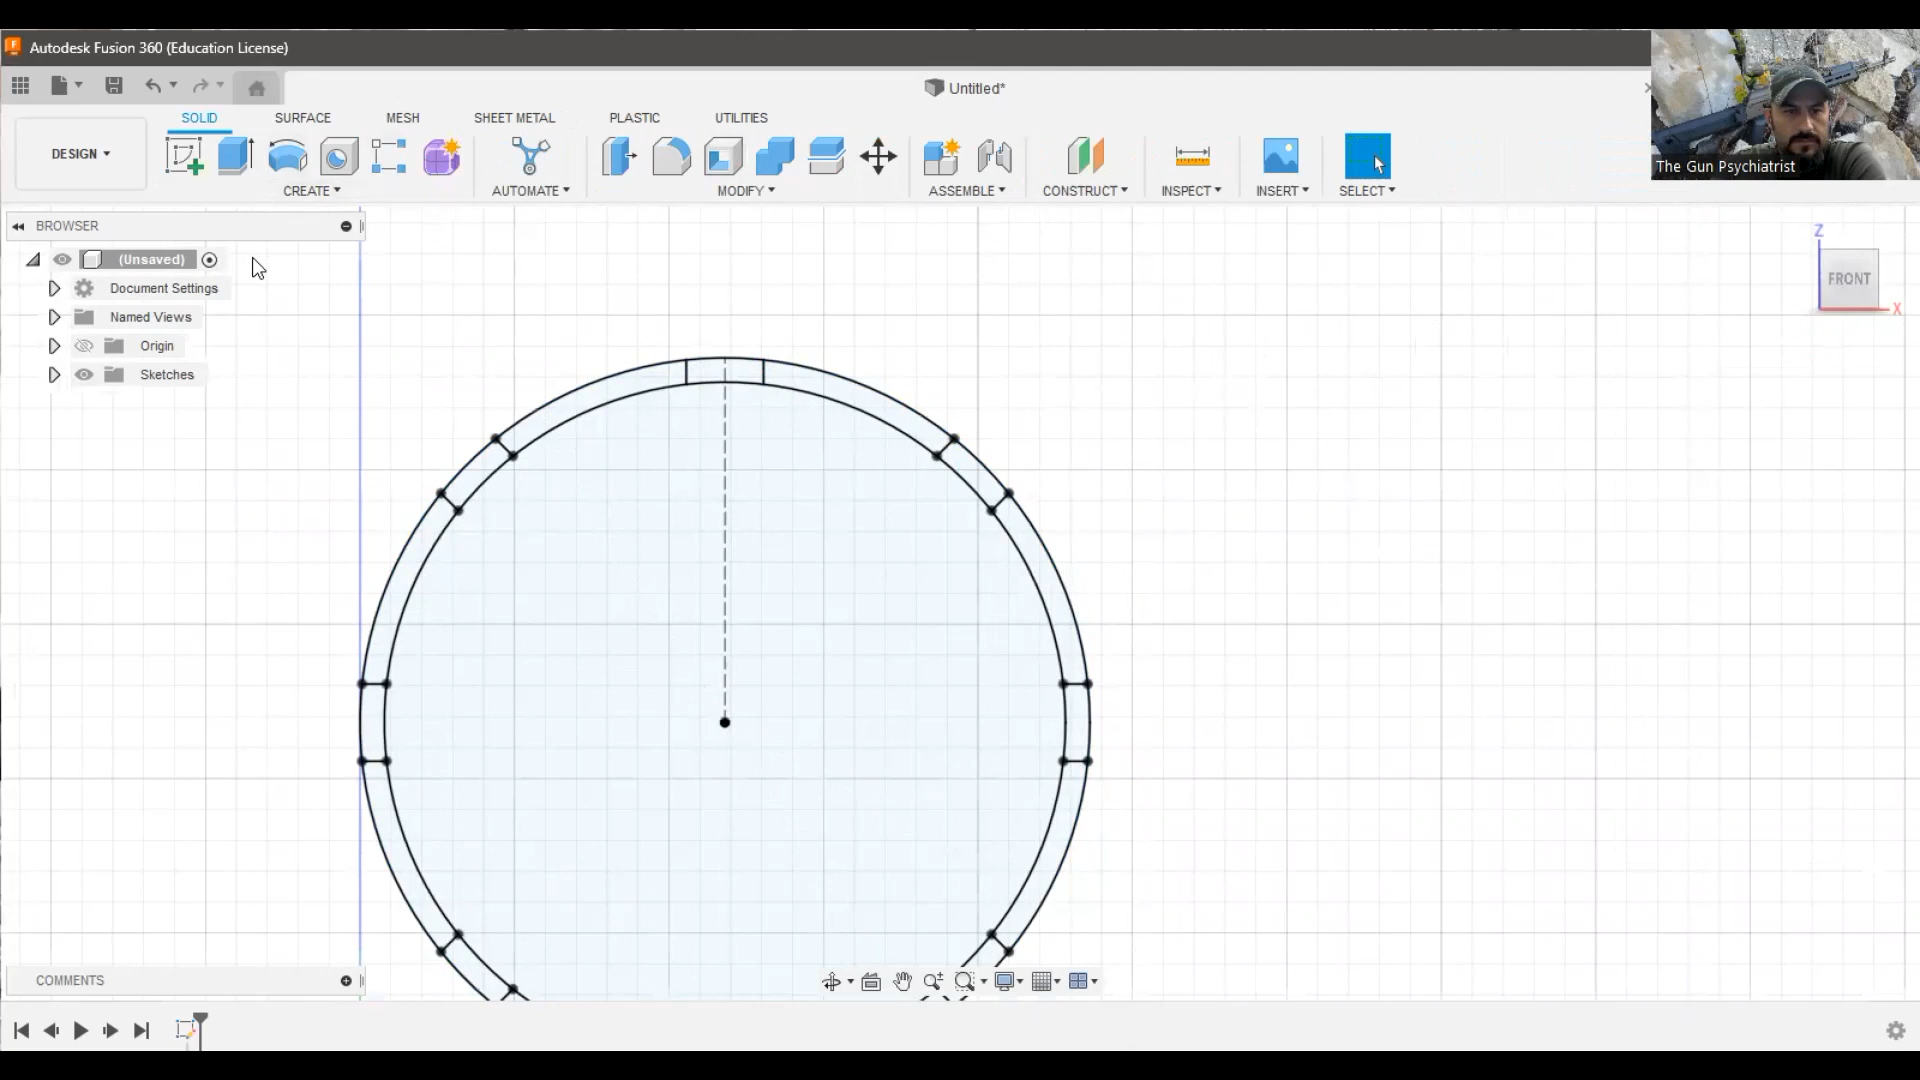 Autodesk Fusion 360 (Education License)
Untitled*
SOLID SURFACE MESH SHEET METAL PLASTIC UTILITIES
DESIGN
CREATE AUTOMATE MODIFY ASSEMBLE CONSTRUCT INSPECT INSERT SELECT
The Gun Psychiatrist
BROWSER
(Unsaved)
Document Settings
Named Views
Origin
Sketches
Z
FRONT
X
COMMENTS